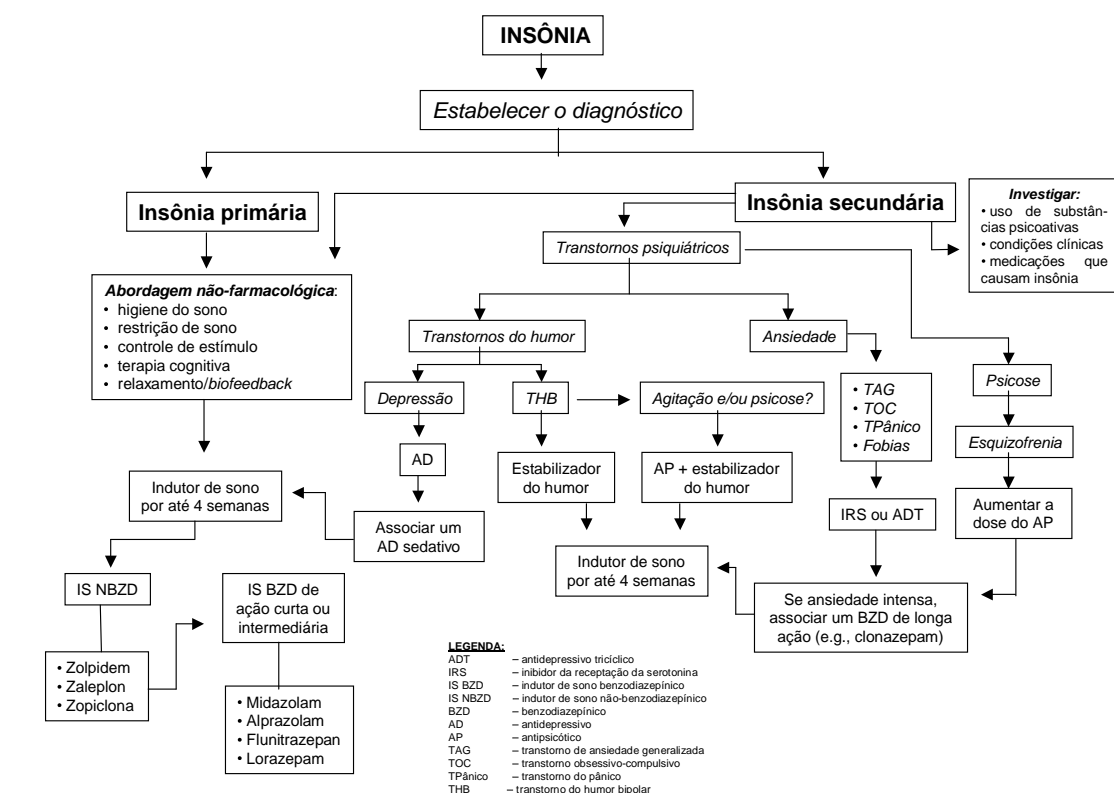 INSÔNIA
Estabelecer o diagnóstico
Insônia primária
Insônia secundária
Investigar:
• uso de substân-
cias psicoativas
• condições clínicas
• medicações que
causam insônia
Transtornos psiquiátricos
Abordagem não-farmacológica:
• higiene do sono
• restrição de sono
• controle de estímulo
• terapia cognitiva
• relaxamento/biofeedback
Transtornos do humor
Ansiedade
Depressão
THB
Agitação e/ou psicose?
• TAG
• TOC
• TPânico
• Fobias
Psicose
Esquizofrenia
AD
Estabilizador
do humor
AP + estabilizador
do humor
Indutor de sono
por até 4 semanas
Associar um
AD sedativo
IRS ou ADT
Aumentar a
dose do AP
Indutor de sono
por até 4 semanas
IS NBZD
IS BZD de
ação curta ou
intermediária
Se ansiedade intensa,
associar um BZD de longa
ação (e.g., clonazepam)
• Zolpidem
• Zaleplon
• Zopiclona
• Midazolam
• Alprazolam
• Flunitrazepan
• Lorazepam
LEGENDA:
ADT – antidepressivo tricíclico
IRS – inibidor da receptação da serotonina
IS BZD – indutor de sono benzodiazepínico
IS NBZD – indutor de sono não-benzodiazepínico
BZD – benzodiazepínico
AD – antidepressivo
AP – antipsicótico
TAG – transtorno de ansiedade generalizada
TOC – transtorno obsessivo-compulsivo
TPânico – transtorno do pânico
THB – transtorno do humor bipolar